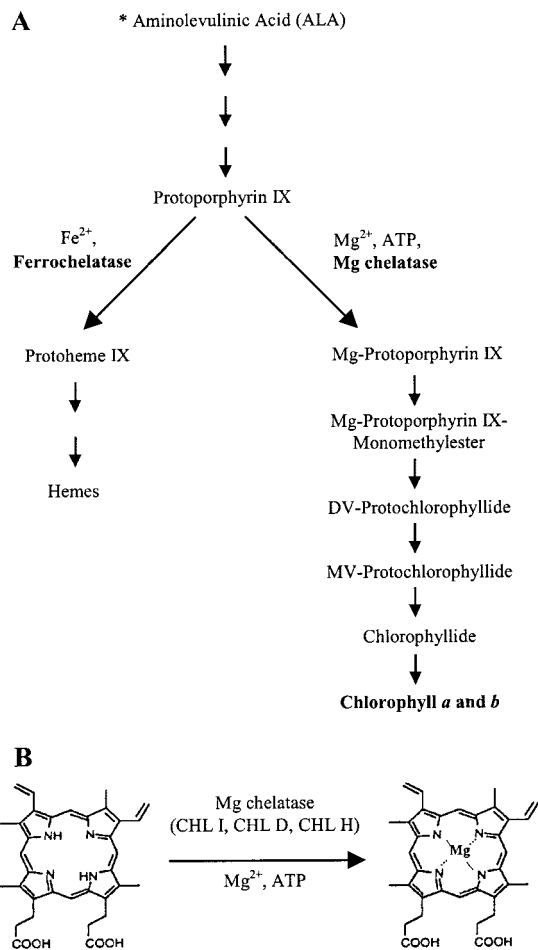 A
* Aminolevulinic Acid (ALA)
Protoporphyrin IX
Fe²⁺,
Ferrochelatase
Mg²⁺, ATP,
Mg chelatase
Protoheme IX
Hemes
Mg-Protoporphyrin IX
Mg-Protoporphyrin IX-
Monomethylester
DV-Protochlorophyllide
MV-Protochlorophyllide
Chlorophyllide
Chlorophyll a and b
B
NH
N
N
HN
COOH
COOH
Mg chelatase
(CHL I, CHL D, CHL H)
Mg²⁺, ATP
N
N
Mg
N
N
COOH
COOH